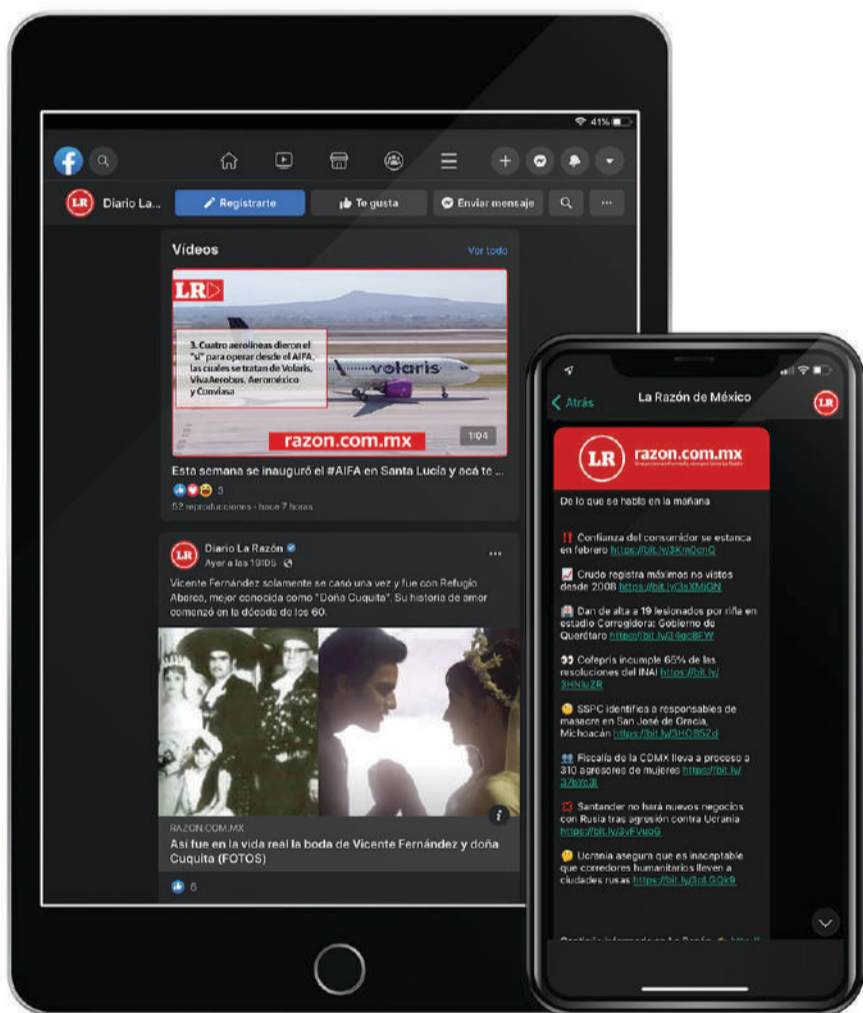 41%
LR Diario La... Registrarte Te gusta Enviar mensaje ...
Vídeos Ver todo
LR
3. Cuatro aerolíneas dieron el
"sí" para operar desde el AIFA,
las cuales se tratan de Volaris,
VivaAerobus, Aeroméxico
y Conviasa
volaris
razon.com.mx
1:04
Esta semana se inauguró el #AIFA en Santa Lucía y acá te ...
3
52 reproducciones · hace 7 horas
LR Diario La Razón
Ayer a las 19:05
Vicente Fernández solamente se casó una vez y fue con Refugio
Abarca, mejor conocida como "Doña Cuquita". Su historia de amor
comenzó en la década de los 60.
RAZON.COM.MX
Así fue en la vida real la boda de Vicente Fernández y doña
Cuquita (FOTOS)
6
Atrás La Razón de México LR
LR razon.com.mx
De lo que se habla en la mañana
‼ Confianza del consumidor se estanca
en febrero
📈 Crudo registra máximos no vistos
desde 2008
🏥 Dan de alta a 19 lesionados por riña en
estadio Corregidora: Gobierno de
Querétaro
👀 Cofepris incumple 65% de las
resoluciones del INAI https://bit.ly/
🤔 SSPC identifica a responsables de
masacre en San José de Gracia,
Michoacán
👥 Fiscalía de la CDMX lleva a proceso a
310 agresores de mujeres https://bit.ly/
💢 Santander no hará nuevos negocios
con Rusia tras agresión contra Ucrania
🤔 Ucrania asegura que es inaceptable
que corredores humanitarios lleven a
ciudades rusas